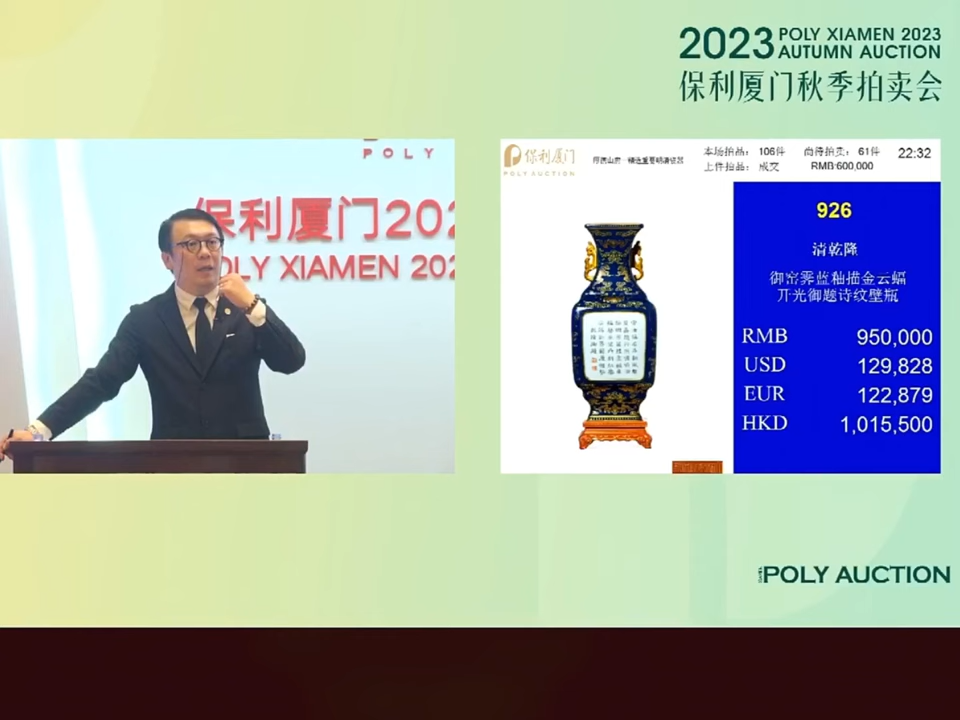 2023 POLY XIAMEN 2023
AUTUMN AUCTION
保利厦门秋季拍卖会
POLY
保利厦门202
OLY XIAMEN 202
保利厦门
POLY AUCTION
本场拍品: 106件
尚待拍卖: 61件
22:32
上件拍品: 成交
RMB:600,000
926
清乾隆
御窑霁蓝釉描金云蝠
开光御题诗纹壁瓶
RMB 950,000
USD 129,828
EUR 122,879
HKD 1,015,500
POLY AUCTION